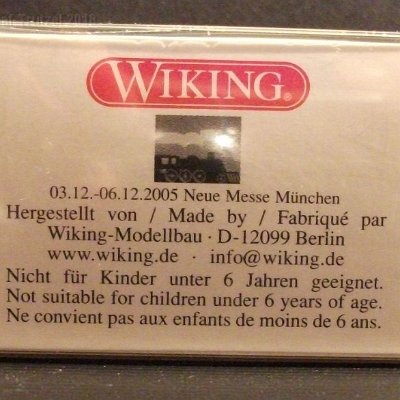 WIKING®
03.12.-06.12.2005 Neue Messe München
Hergestellt von / Made by / Fabriqué par
Wiking-Modellbau · D-12099 Berlin
www.wiking.de · info@wiking.de
Nicht für Kinder unter 6 Jahren geeignet.
Not suitable for children under 6 years of age.
Ne convient pas aux enfants de moins de 6 ans.